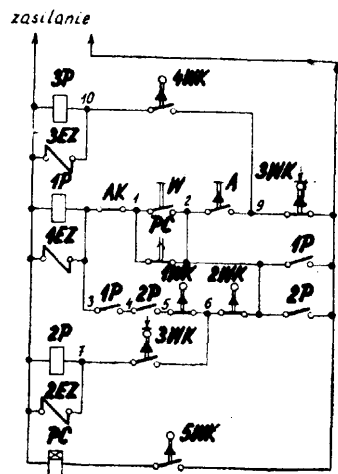 zasilanie
3P 10 4WK
3EZ
1P AK 1 W 2 A 9 3WK
4EZ PC 1P
1WK 2WK
3 1P 4 2P 5 6 2P
2P 7 3WK
2EZ
PC 5WK